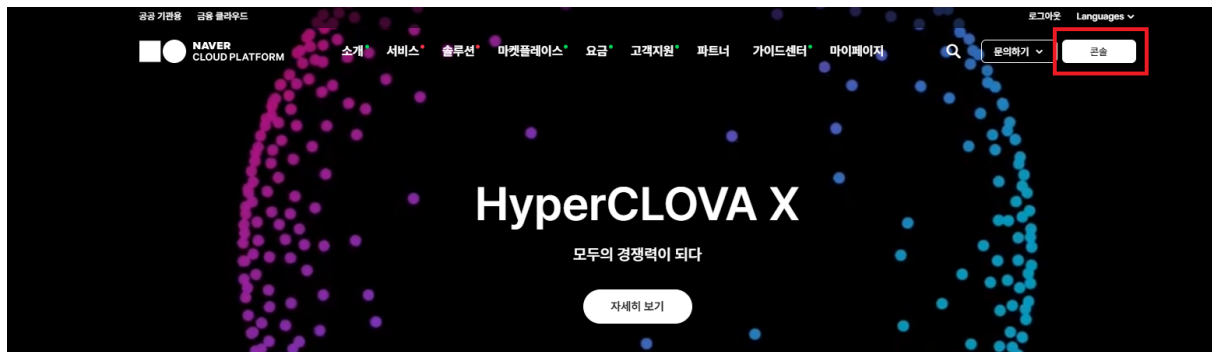 공공 기관용 금융 클라우드 로그아웃 Languages
NAVER
CLOUD PLATFORM
소개 서비스 솔루션 마켓플레이스 요금 고객지원 파트너 가이드센터 마이페이지 문의하기 콘솔
HyperCLOVA X
모두의 경쟁력이 되다
자세히 보기